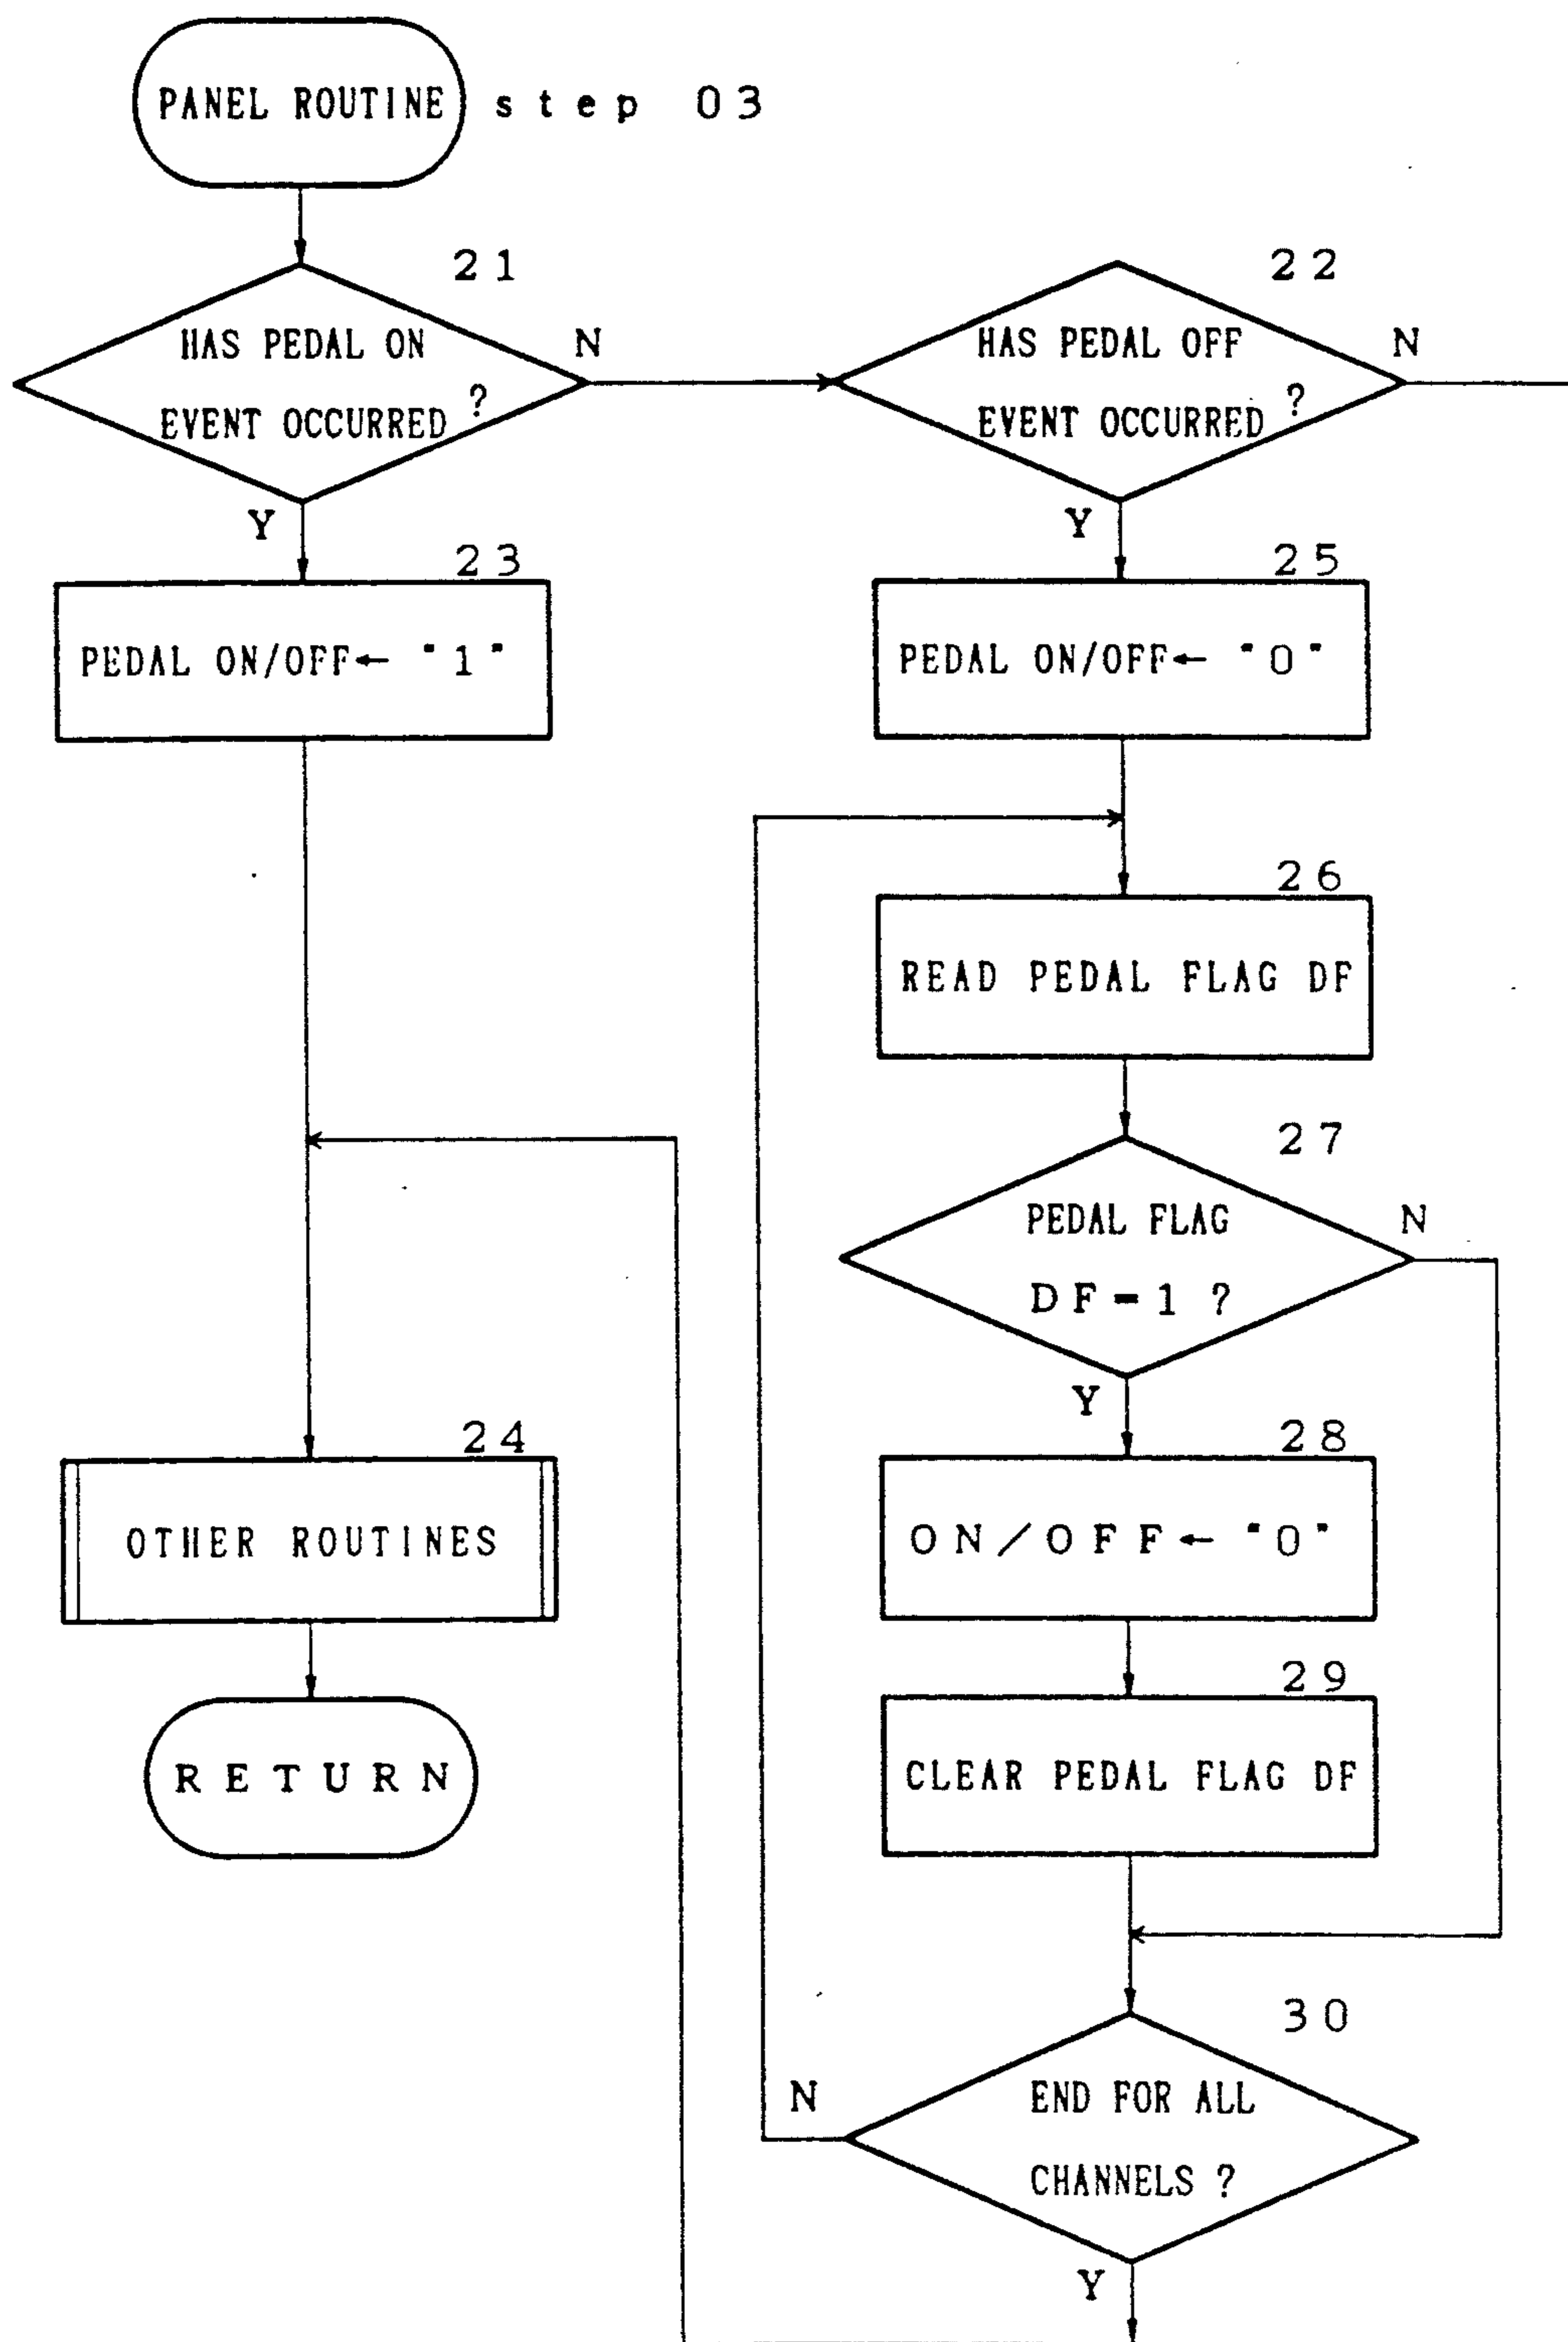 PANEL ROUTINE step 03
21
HAS PEDAL ON
EVENT OCCURRED ?
N
Y
22
HAS PEDAL OFF
EVENT OCCURRED ?
N
Y
23
PEDAL ON/OFF← "1"
25
PEDAL ON/OFF← "0"
26
READ PEDAL FLAG DF
27
PEDAL FLAG
DF=1 ?
N
Y
24
OTHER ROUTINES
28
ON/OFF← "0"
RETURN
29
CLEAR PEDAL FLAG DF
30
END FOR ALL
CHANNELS ?
N
Y